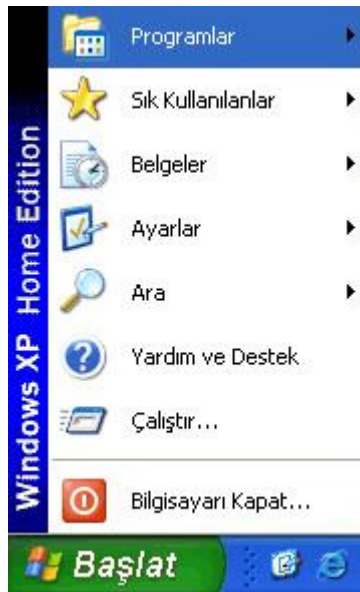 Programlar
Sık Kullanılanlar
Belgeler
Ayarlar
Ara
Yardım ve Destek
Çalıştır...
Bilgisayarı Kapat...
Windows XP Home Edition
Başlat